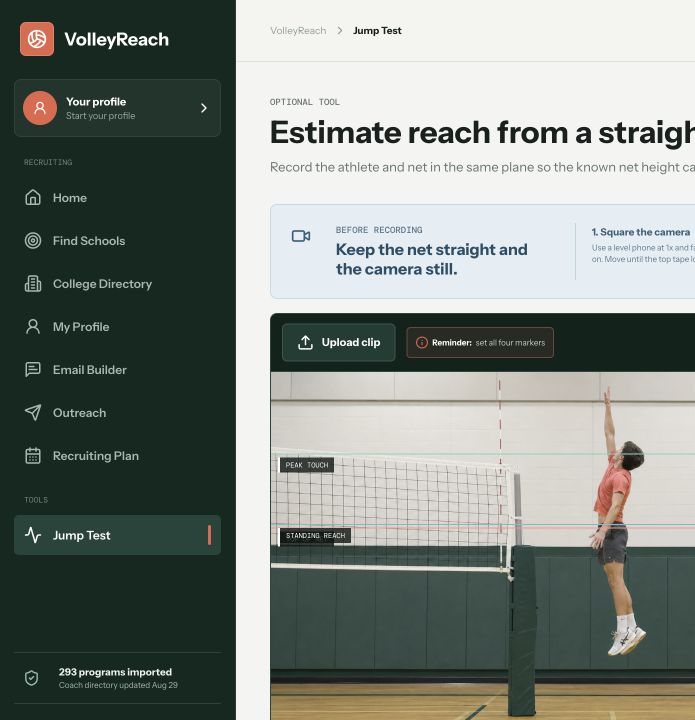 VolleyReach
Your profile
Start your profile
RECRUITING
Home
Find Schools
College Directory
My Profile
Email Builder
Outreach
Recruiting Plan
TOOLS
Jump Test
293 programs imported
Coach directory updated Aug 29
VolleyReach > Jump Test
OPTIONAL TOOL
Estimate reach from a straigh
Record the athlete and net in the same plane so the known net height ca
BEFORE RECORDING
Keep the net straight and
the camera still.
1. Square the camera
Use a level phone at 1x and fa
on. Move until the top tape lo
Upload clip
Reminder: set all four markers
PEAK TOUCH
STANDING REACH